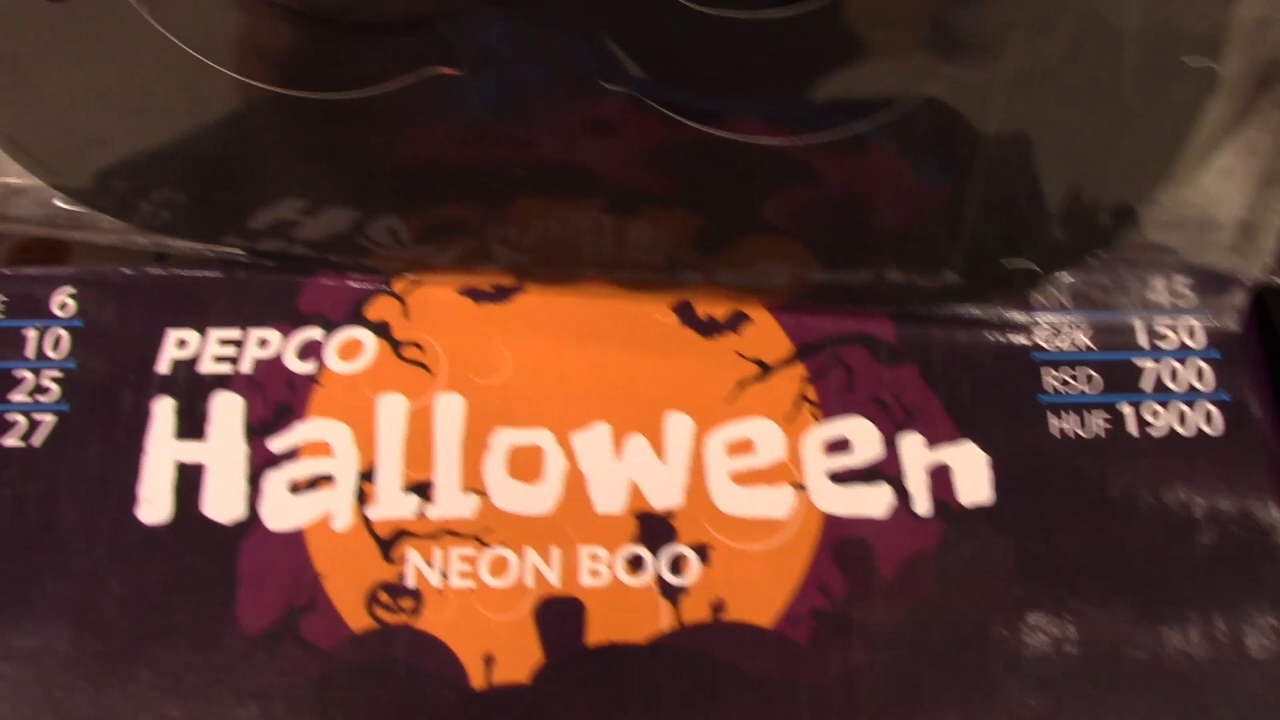 6
10
25
27
PEPCO
Halloween
NEON BOO
45
150
RSD 700
HUF 1900